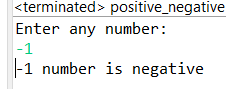 <terminated> positive_negative
Enter any number:
-1
-1 number is negative